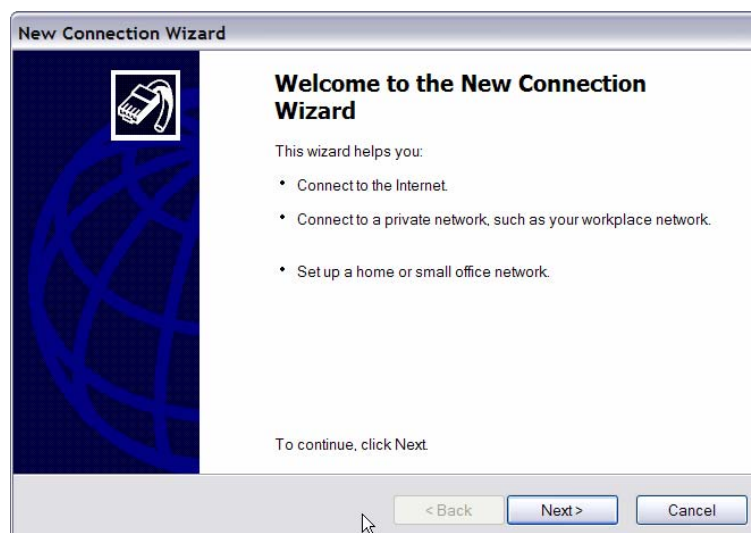 New Connection Wizard
Welcome to the New Connection
Wizard
This wizard helps you:
• Connect to the Internet.
• Connect to a private network, such as your workplace network.
• Set up a home or small office network.
To continue, click Next.
< Back
Next >
Cancel